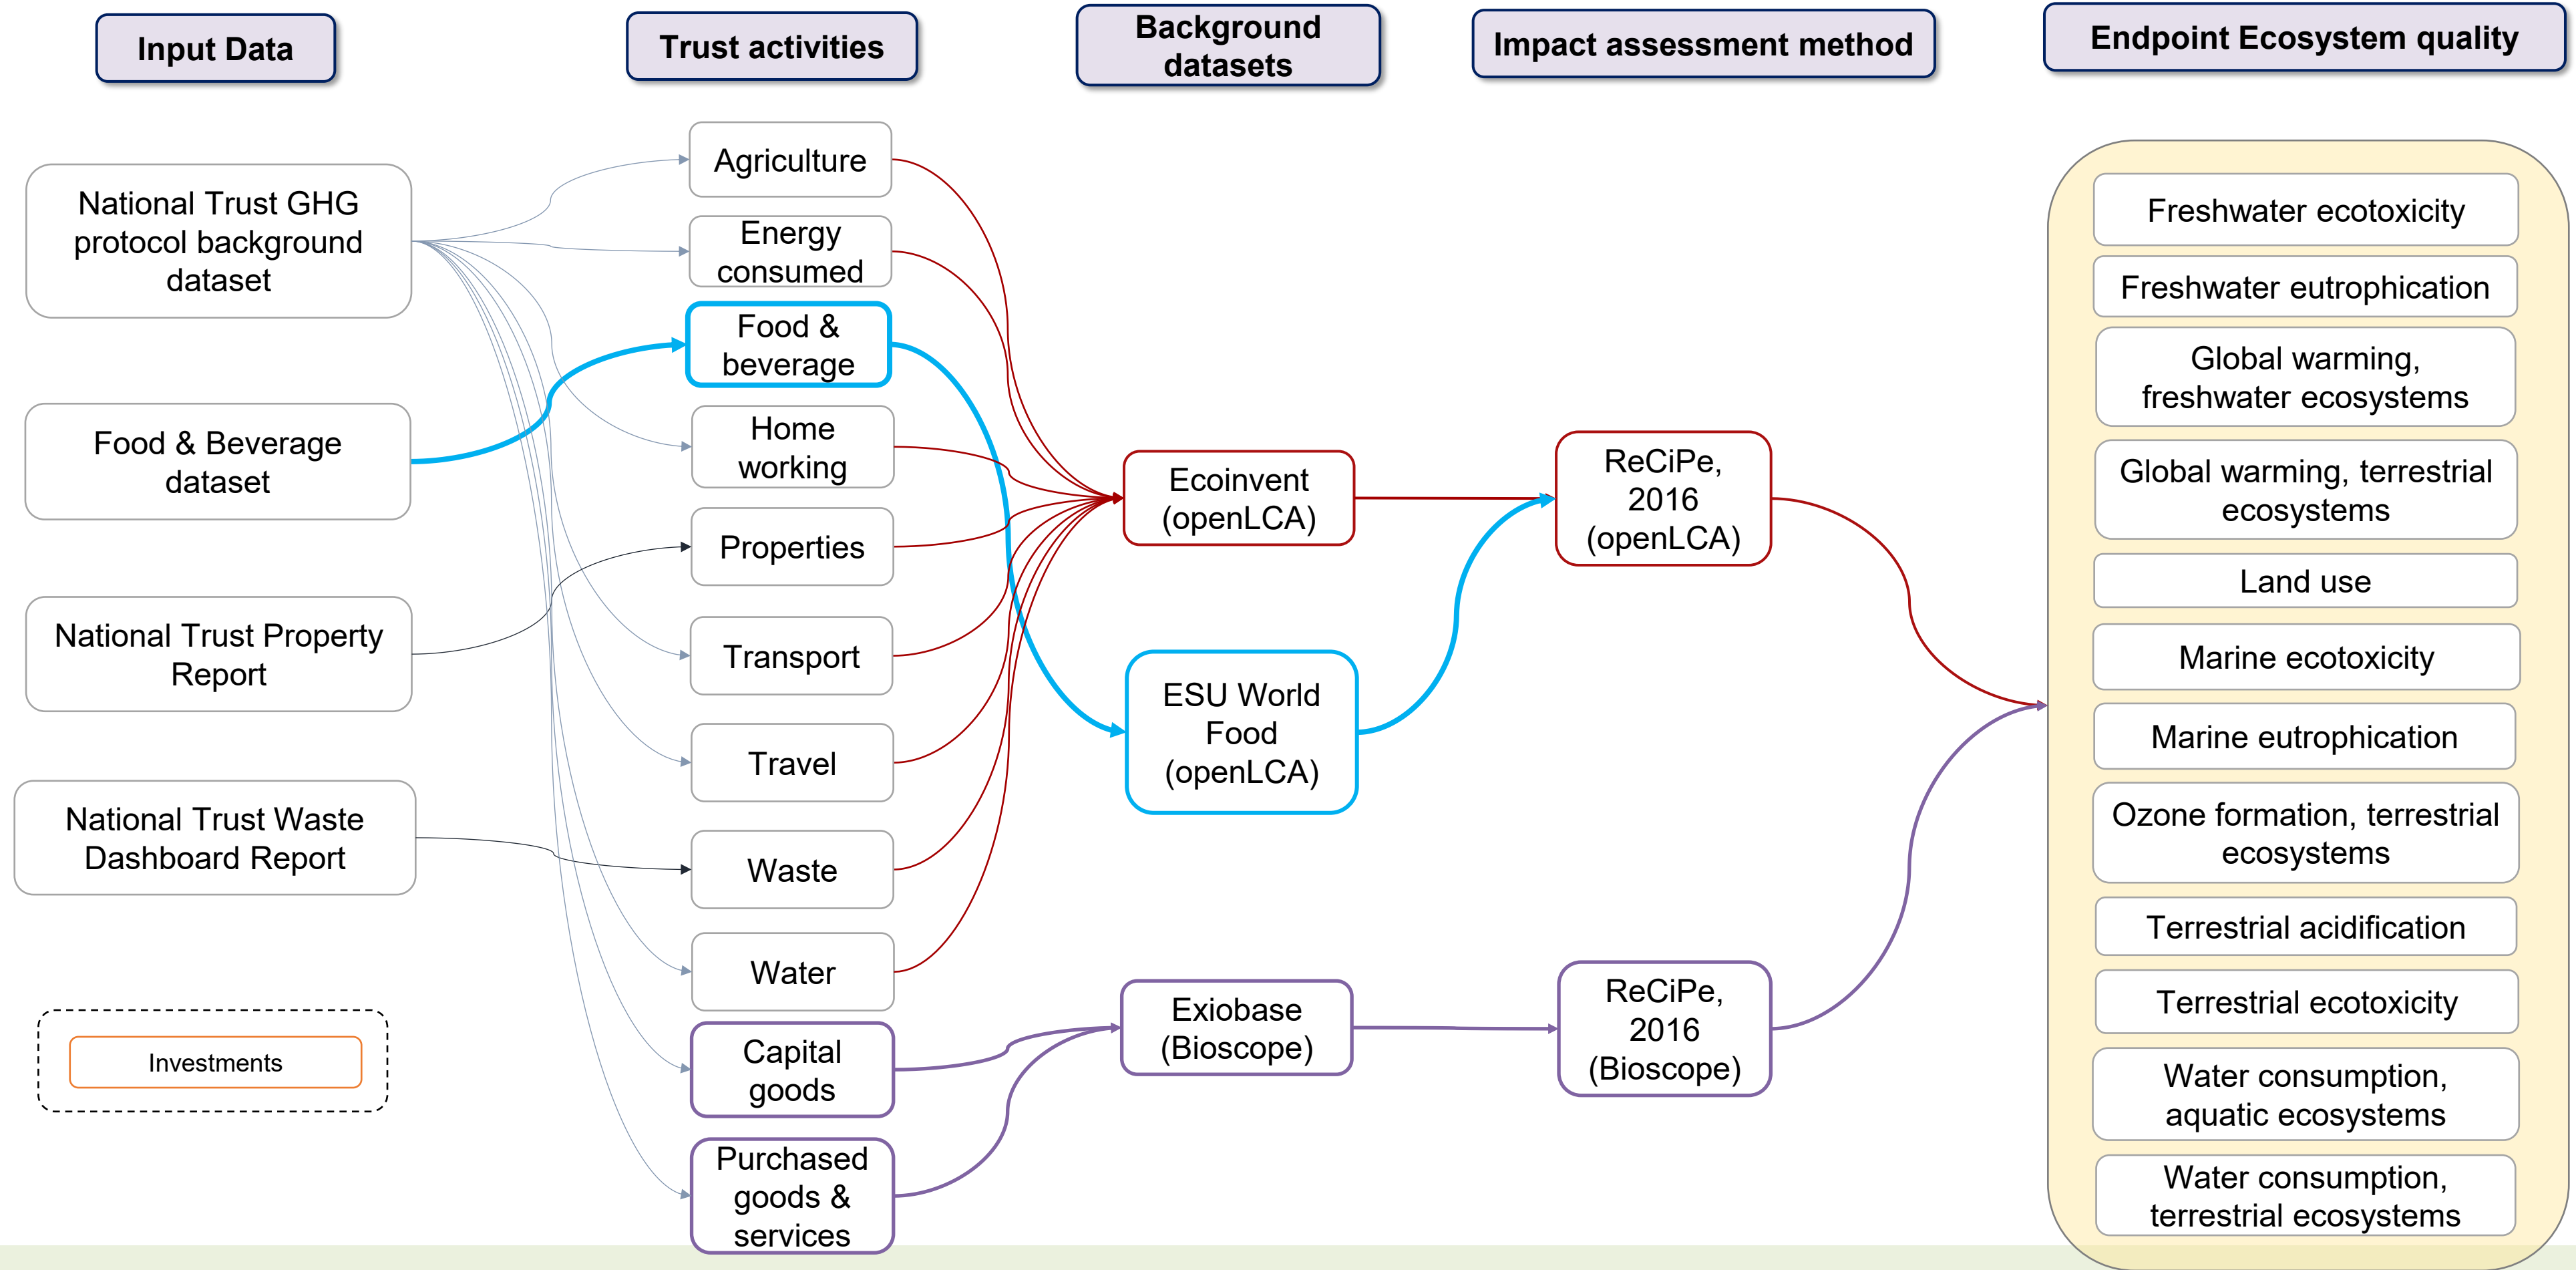 Input Data
Trust activities
Background
datasets
Impact assessment method
Endpoint Ecosystem quality
National Trust GHG
protocol background
dataset
Food & Beverage
dataset
National Trust Property
Report
National Trust Waste
Dashboard Report
Investments
Agriculture
Energy
consumed
Food &
beverage
Home
working
Properties
Transport
Travel
Waste
Water
Capital
goods
Purchased
goods &
services
Ecoinvent
(openLCA)
ESU World
Food
(openLCA)
Exiobase
(Bioscope)
ReCiPe,
2016
(openLCA)
ReCiPe,
2016
(Bioscope)
Freshwater ecotoxicity
Freshwater eutrophication
Global warming,
freshwater ecosystems
Global warming, terrestrial
ecosystems
Land use
Marine ecotoxicity
Marine eutrophication
Ozone formation, terrestrial
ecosystems
Terrestrial acidification
Terrestrial ecotoxicity
Water consumption,
aquatic ecosystems
Water consumption,
terrestrial ecosystems